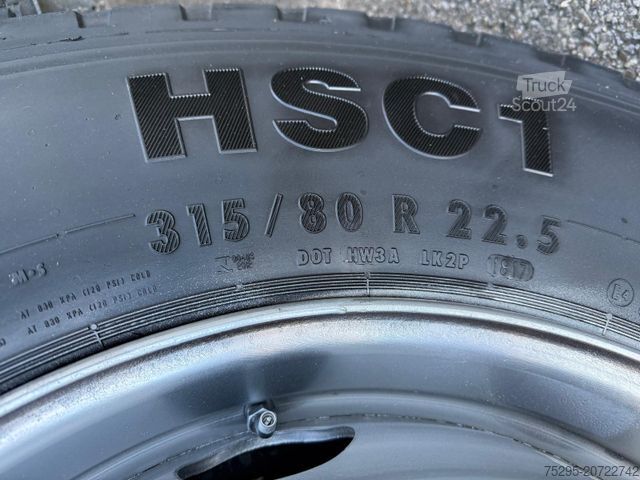 HSC1
Truck
Scout24
315/80 R 22.5
M+S
DOT HW3A LK2P
AT 830 KPA (120 PSI) COLD
AT 830 KPA (120 PSI) COLD
75295-20722742